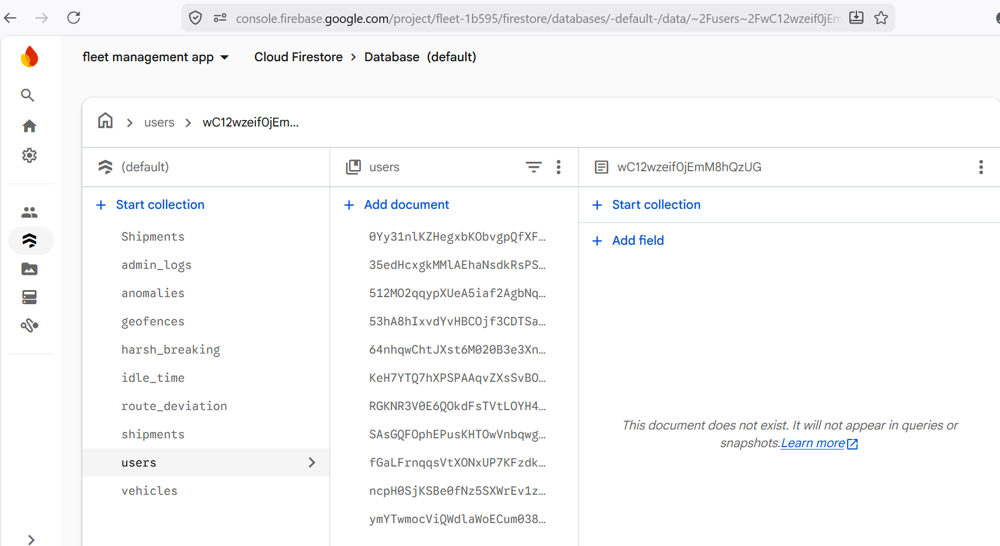 console.firebase.google.com/project/fleet-1b595/firestore/databases/-default-/data/~2Fusers~2FwC12wzeif0jEm
fleet management app
Cloud Firestore > Database (default)
users > wC12wzeif0jEm...
(default)
Start collection
Shipments
admin_logs
anomalies
geofences
harsh_breaking
idle_time
route_deviation
shipments
users
vehicles
users
Add document
0Yy31nlKZHegxbKObvgpQfXF…
35edHcxgkMMlAEhaNsdkRsPS…
512MO2qqypXUeA5iaf2AgbNq…
53hA8hIxvdYvHBCOjf3CDTSa…
64nhqwChtJXst6M020B3e3Xn…
KeH7YTQ7hXPSPAAqvZXsSvBO…
RGKNR3V0E6QOkdFsTVtLOYH4…
SAsGQFOphEPusKHTOwVnbqwg…
fGaLFrnqqsVtXONxUP7KFzdk…
ncpH0SjKSBe0fNz5SXWrEv1z…
ymYTwmocViQWdlaWoECum038…
wC12wzeif0jEmM8hQzUG
Start collection
Add field
This document does not exist. It will not appear in queries or
snapshots.Learn more